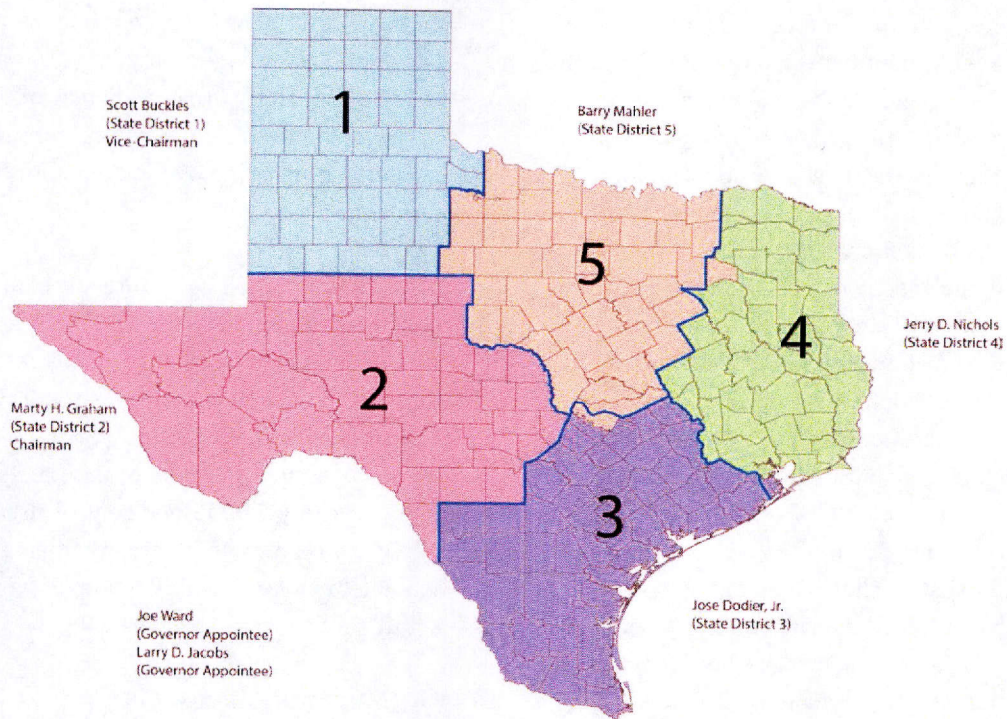 Scott Buckles
(State District 1)
Vice-Chairman
1
Barry Mahler
(State District 5)
5
4
Jerry D. Nichols
(State District 4)
2
Marty H. Graham
(State District 2)
Chairman
3
Joe Ward
(Governor Appointee)
Larry D. Jacobs
(Governor Appointee)
Jose Dodier, Jr.
(State District 3)